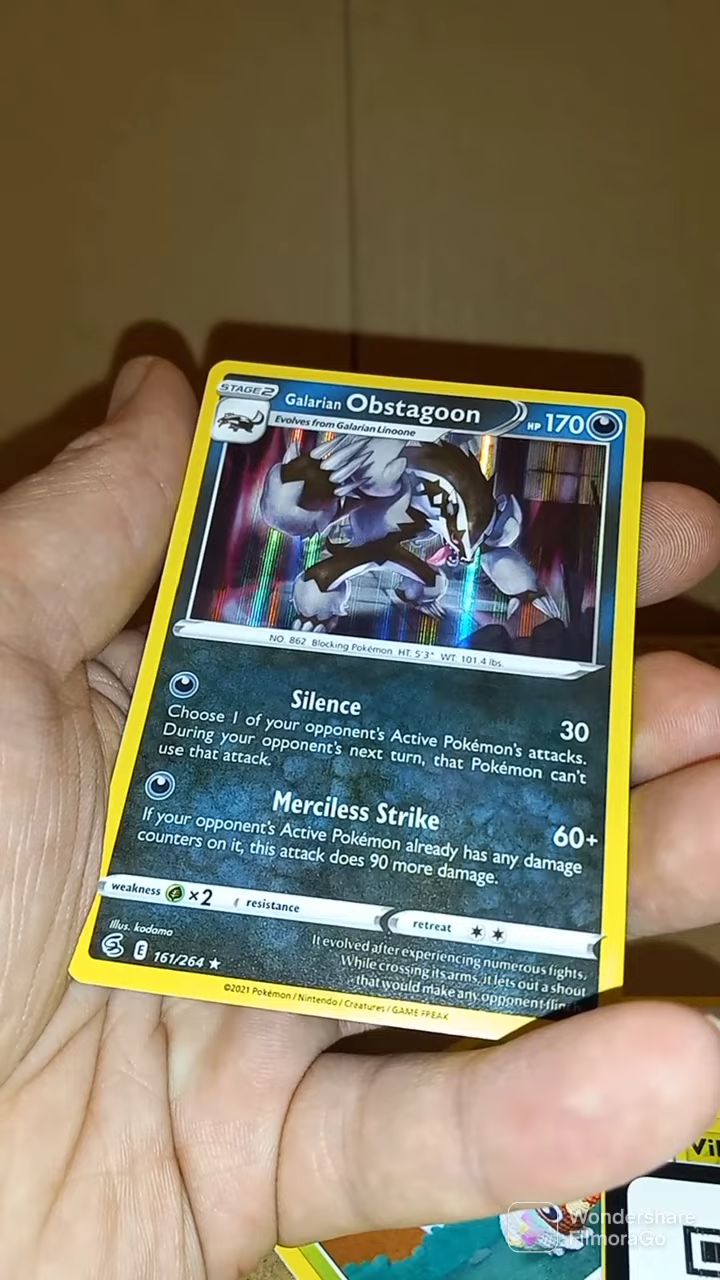 STAGE 2
Galarian Obstagoon
HP 170
Evolves from Galarian Linoone
NO. 862 Blocking Pokémon HT: 5'3" WT: 101.4 lbs.
Silence 30
Choose 1 of your opponent's Active Pokémon's attacks.
During your opponent's next turn, that Pokémon can't
use that attack.
Merciless Strike 60+
If your opponent's Active Pokémon already has any damage
counters on it, this attack does 90 more damage.
weakness ×2 resistance retreat
Illus. kodama
E 161/264 ★
It evolved after experiencing numerous fights.
While crossing its arms, it lets out a shout
that would make any opponent flinch.
©2021 Pokémon / Nintendo / Creatures / GAME FREAK
Wondershare
FilmoraGo